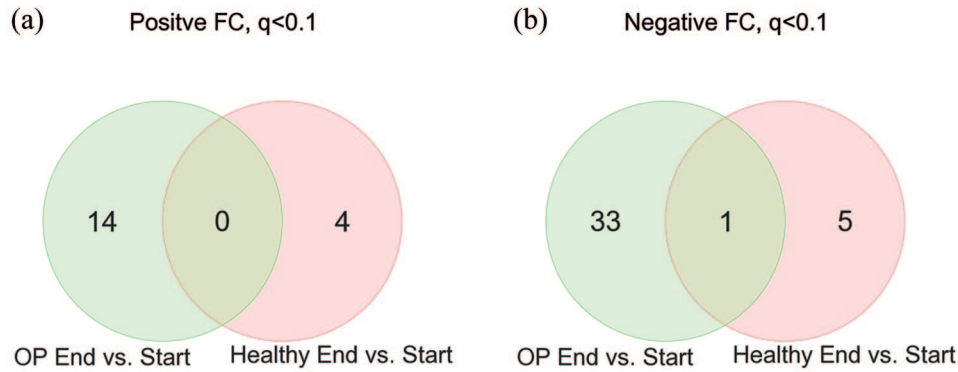 (a)
Positve FC, q<0.1
14
0
4
OP End vs. Start
Healthy End vs. Start
(b)
Negative FC, q<0.1
33
1
5
OP End vs. Start
Healthy End vs. Start